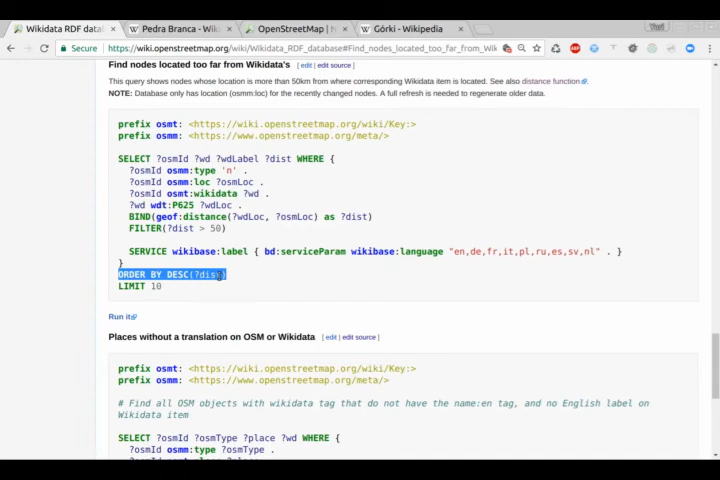 Wikidata RDF datab
Pedra Branca - Wiki
OpenStreetMap | N
Górki - Wikipedia
Secure
https://wiki.openstreetmap.org/wiki/Wikidata_RDF_database#Find_nodes_located_too_far_from_Wi
Find nodes located too far from Wikidata's [ edit | edit source ]
This query shows nodes whose location is more than 50km from where corresponding Wikidata item is located. See also distance function.
NOTE: Database only has location (osmm:loc) for the recently changed nodes. A full refresh is needed to regenerate older data.
prefix osmt: <https://wiki.openstreetmap.org/wiki/Key:>
prefix osmm: <https://www.openstreetmap.org/meta/>
SELECT ?osmId ?wd ?wdLabel ?dist WHERE {
?osmId osmm:type 'n' .
?osmId osmm:loc ?osmLoc .
?osmId osmt:wikidata ?wd .
?wd wdt:P625 ?wdLoc .
BIND(geof:distance(?wdLoc, ?osmLoc) as ?dist)
FILTER(?dist > 50)
SERVICE wikibase:label { bd:serviceParam wikibase:language "en,de,fr,it,pl,ru,es,sv,nl" . }
}
ORDER BY DESC(?dist)
LIMIT 10
Run it
Places without a translation on OSM or Wikidata [ edit | edit source ]
prefix osmt: <https://wiki.openstreetmap.org/wiki/Key:>
prefix osmm: <https://www.openstreetmap.org/meta/>
# Find all OSM objects with wikidata tag that do not have the name:en tag, and no English label on
Wikidata item
SELECT ?osmId ?osmType ?place ?wd WHERE {
?osmId osmm:type ?osmType .